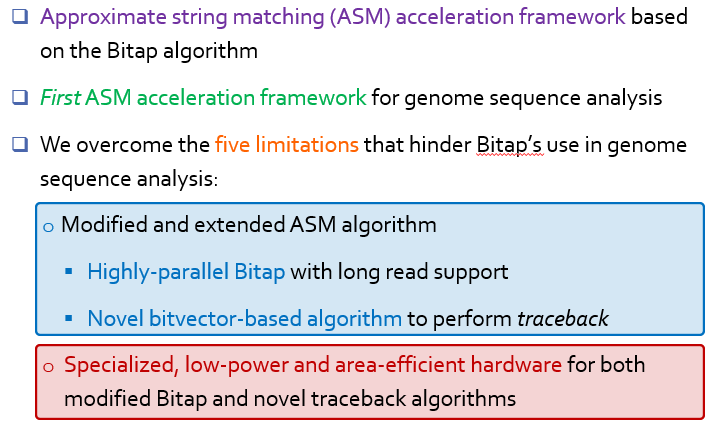 Approximate string matching (ASM) acceleration framework based
on the Bitap algorithm
First ASM acceleration framework for genome sequence analysis
We overcome the five limitations that hinder Bitap's use in genome
sequence analysis:
Modified and extended ASM algorithm
Highly-parallel Bitap with long read support
Novel bitvector-based algorithm to perform traceback
Specialized, low-power and area-efficient hardware for both
modified Bitap and novel traceback algorithms